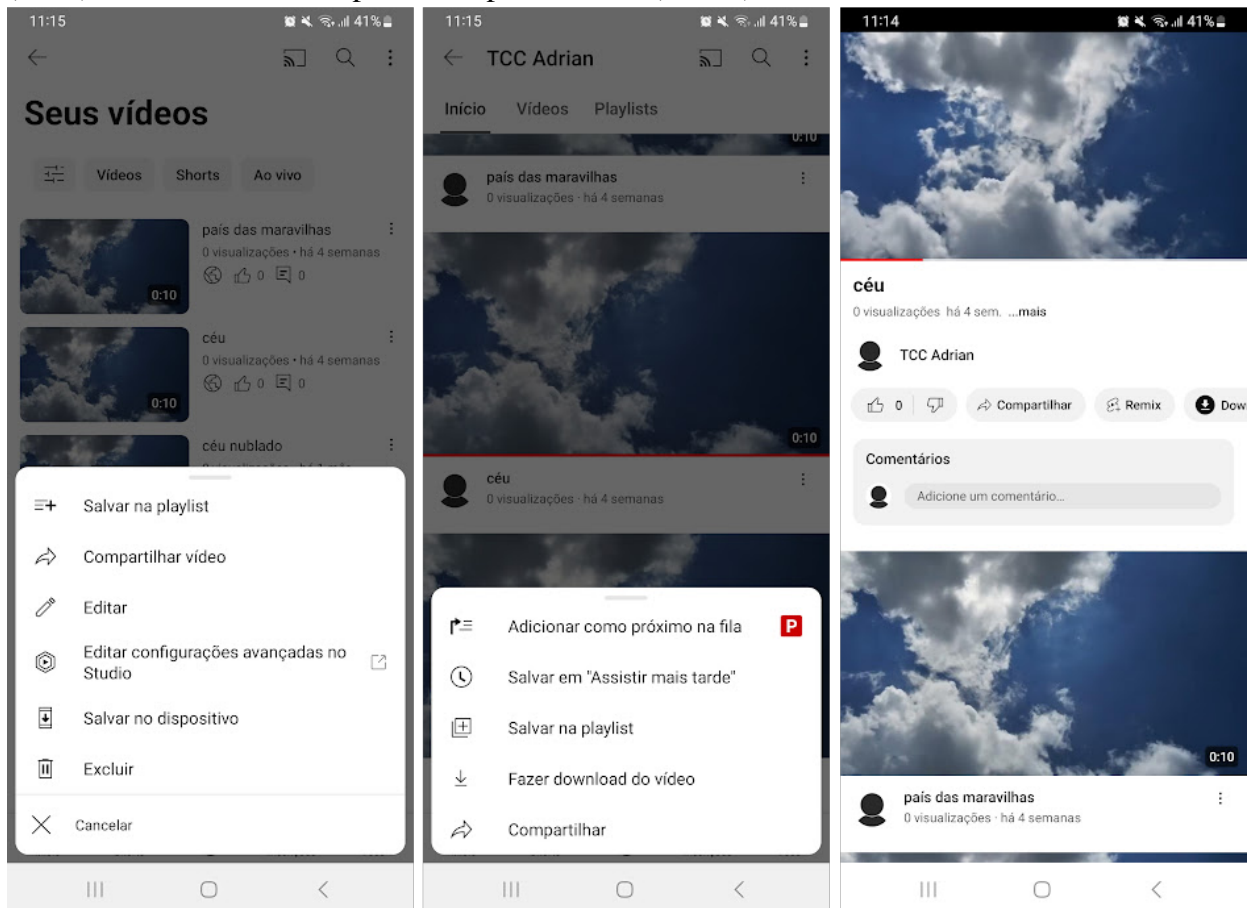 11:15
41%
Seus vídeos
Vídeos
Shorts
Ao vivo
país das maravilhas
0 visualizações • há 4 semanas
0
0
0:10
céu
0 visualizações • há 4 semanas
0
0
0:10
céu nublado
Salvar na playlist
Compartilhar vídeo
Editar
Editar configurações avançadas no
Studio
Salvar no dispositivo
Excluir
Cancelar
11:15
41%
TCC Adrian
Início
Vídeos
Playlists
0:10
país das maravilhas
0 visualizações · há 4 semanas
0:10
céu
0 visualizações · há 4 semanas
Adicionar como próximo na fila
P
Salvar em "Assistir mais tarde"
Salvar na playlist
Fazer download do vídeo
Compartilhar
11:14
41%
céu
0 visualizações há 4 sem. ...mais
TCC Adrian
0
Compartilhar
Remix
Dow
Comentários
Adicione um comentário...
0:10
país das maravilhas
0 visualizações · há 4 semanas